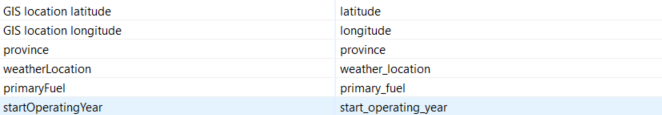 GIS location latitude latitude
GIS location longitude longitude
province province
weatherLocation weather_location
primaryFuel primary_fuel
startOperatingYear start_operating_year